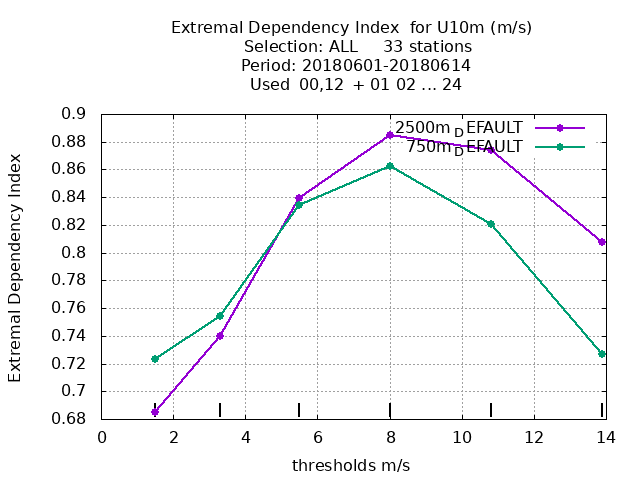 Extremal Dependency Index  for U10m (m/s)
Selection: ALL     33 stations
Period: 20180601-20180614
Used  00,12  + 01 02 ... 24
2500m_DEFAULT
750m_DEFAULT
Extremal Dependency Index
0.9
0.88
0.86
0.84
0.82
0.8
0.78
0.76
0.74
0.72
0.7
0.68
0 2 4 6 8 10 12 14
thresholds m/s